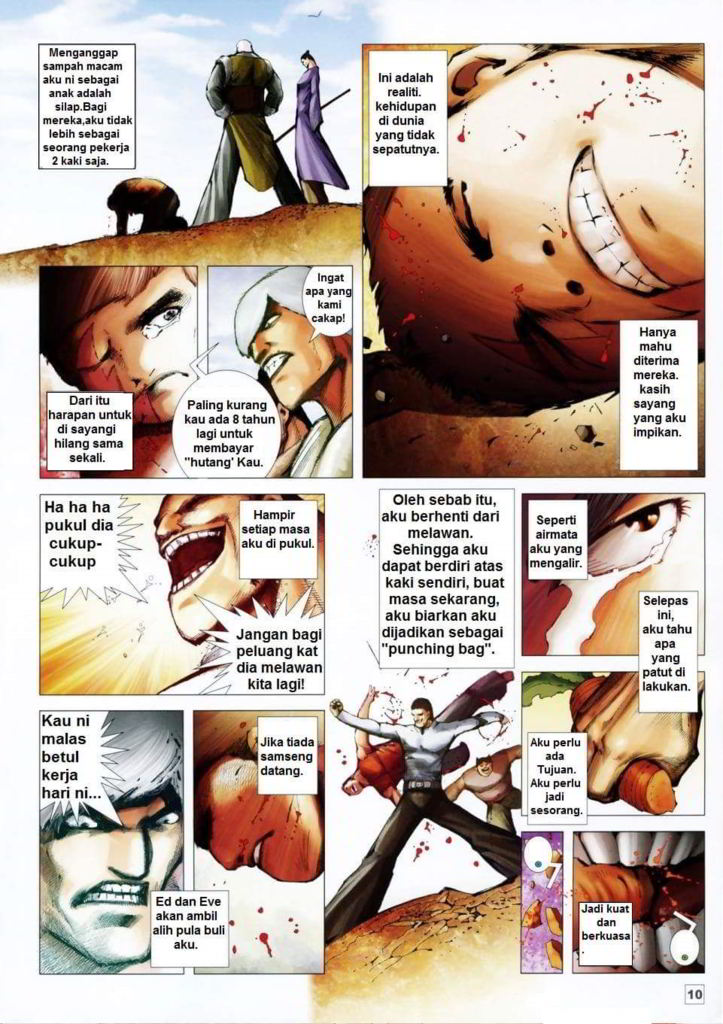 Menganggap
sampah macam
aku ni sebagai
anak adalah
silap.Bagi
mereka,aku tidak
lebih sebagai
seorang pekerja
2 kaki saja.
Ini adalah
realiti.
kehidupan
di dunia
yang tidak
sepatutnya.
Hanya
mahu
diterima
mereka.
kasih
sayang
yang aku
impikan.
Dari itu
harapan untuk
di sayangi
hilang sama
sekali.
Ingat
apa yang
kami
cakap!
Paling kurang
kau ada 8 tahun
lagi untuk
membayar
"hutang' Kau.
Ha ha ha
pukul dia
cukup-
cukup
Hampir
setiap masa
aku di pukul.
Jangan bagi
peluang kat
dia melawan
kita lagi!
Oleh sebab itu,
aku berhenti dari
melawan.
Sehingga aku
dapat berdiri atas
kaki sendiri, buat
masa sekarang,
aku biarkan aku
dijadikan sebagai
"punching bag".
Seperti
airmata
aku yang
mengalir.
Selepas
ini,
aku tahu
apa
yang
patut di
lakukan.
Kau ni
malas
betul
kerja
hari ni...
Ed dan Eve
akan ambil
alih pula buli
aku.
Jika tiada
samseng
datang.
Aku perlu
ada
Tujuan.
Aku perlu
jadi
sesorang.
Jadi kuat
dan
berkuasa
10